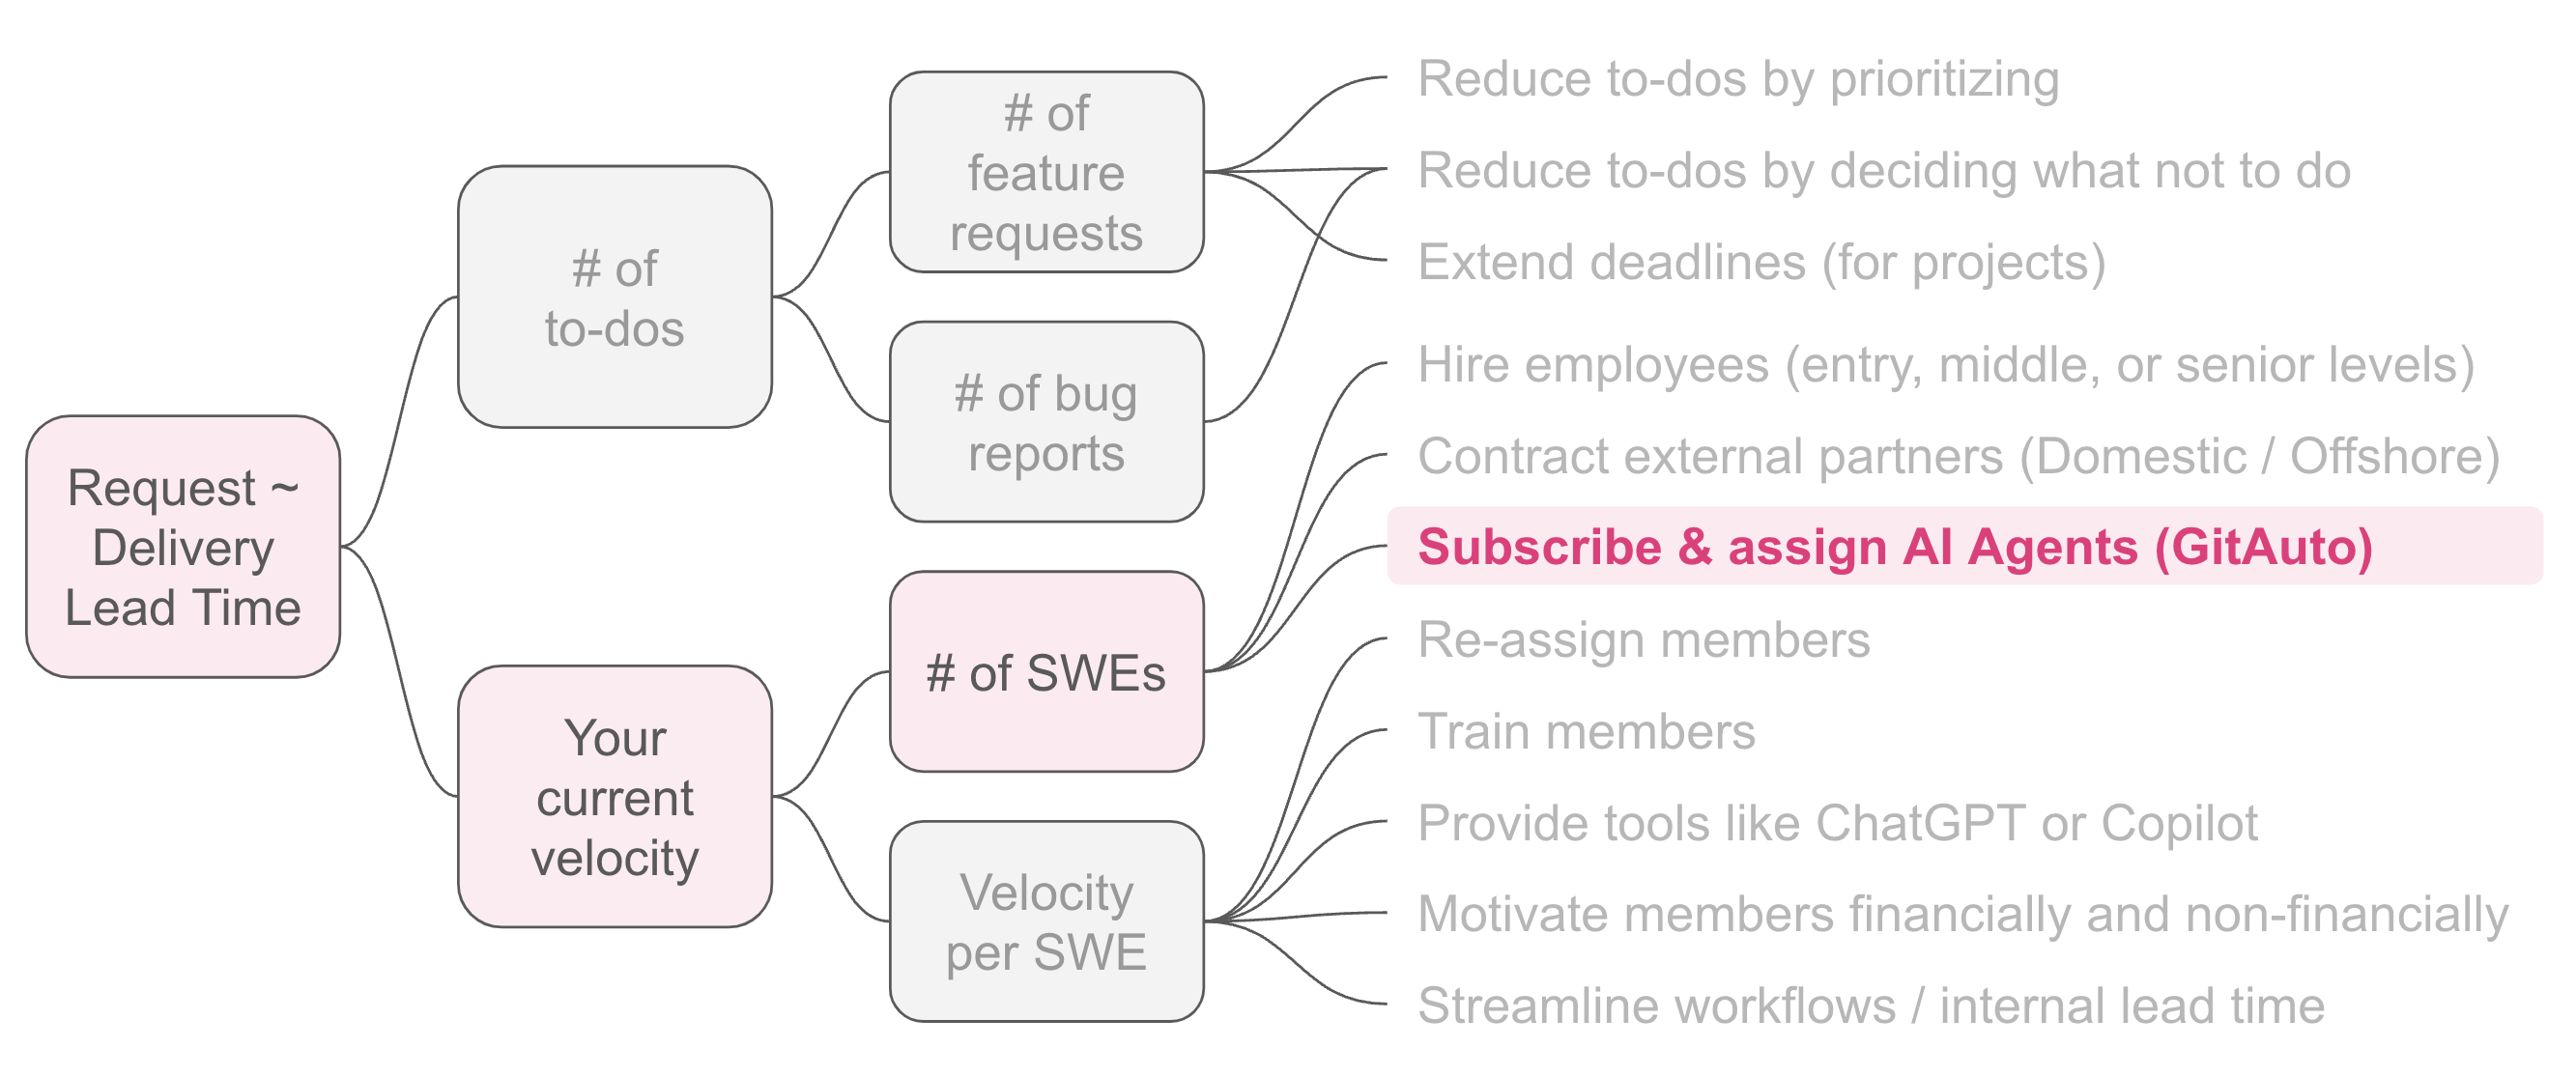 Request ~
Delivery
Lead Time
# of
to-dos
Your
current
velocity
# of
feature
requests
# of bug
reports
# of SWEs
Velocity
per SWE
Reduce to-dos by prioritizing
Reduce to-dos by deciding what not to do
Extend deadlines (for projects)
Hire employees (entry, middle, or senior levels)
Contract external partners (Domestic / Offshore)
Subscribe & assign AI Agents (GitAuto)
Re-assign members
Train members
Provide tools like ChatGPT or Copilot
Motivate members financially and non-financially
Streamline workflows / internal lead time